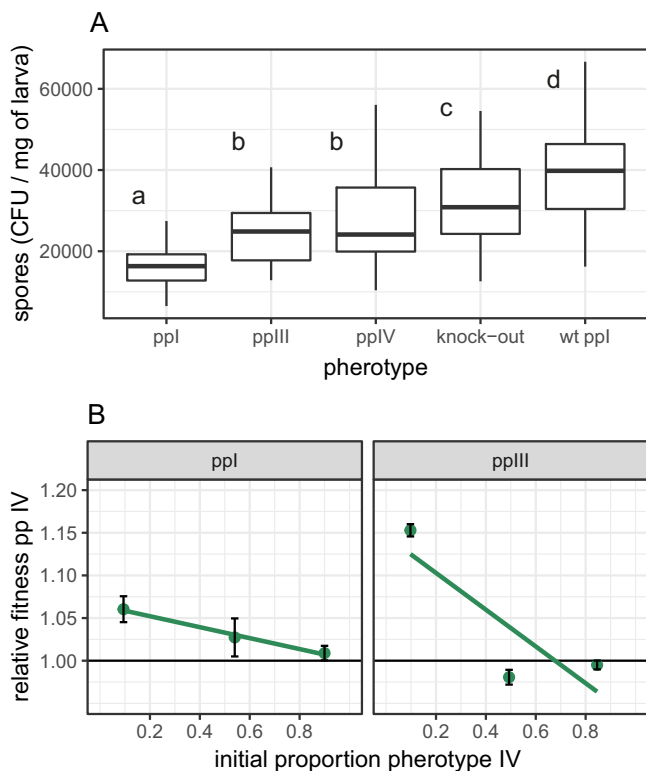 A
spores (CFU / mg of larva)
60000
40000
20000
a
b
b
c
d
ppI
ppIII
ppIV
knock−out
wt ppI
pherotype
B
ppI
ppIII
relative fitness pp IV
1.20
1.15
1.10
1.05
1.00
0.2 0.4 0.6 0.8
0.2 0.4 0.6 0.8
initial proportion pherotype IV